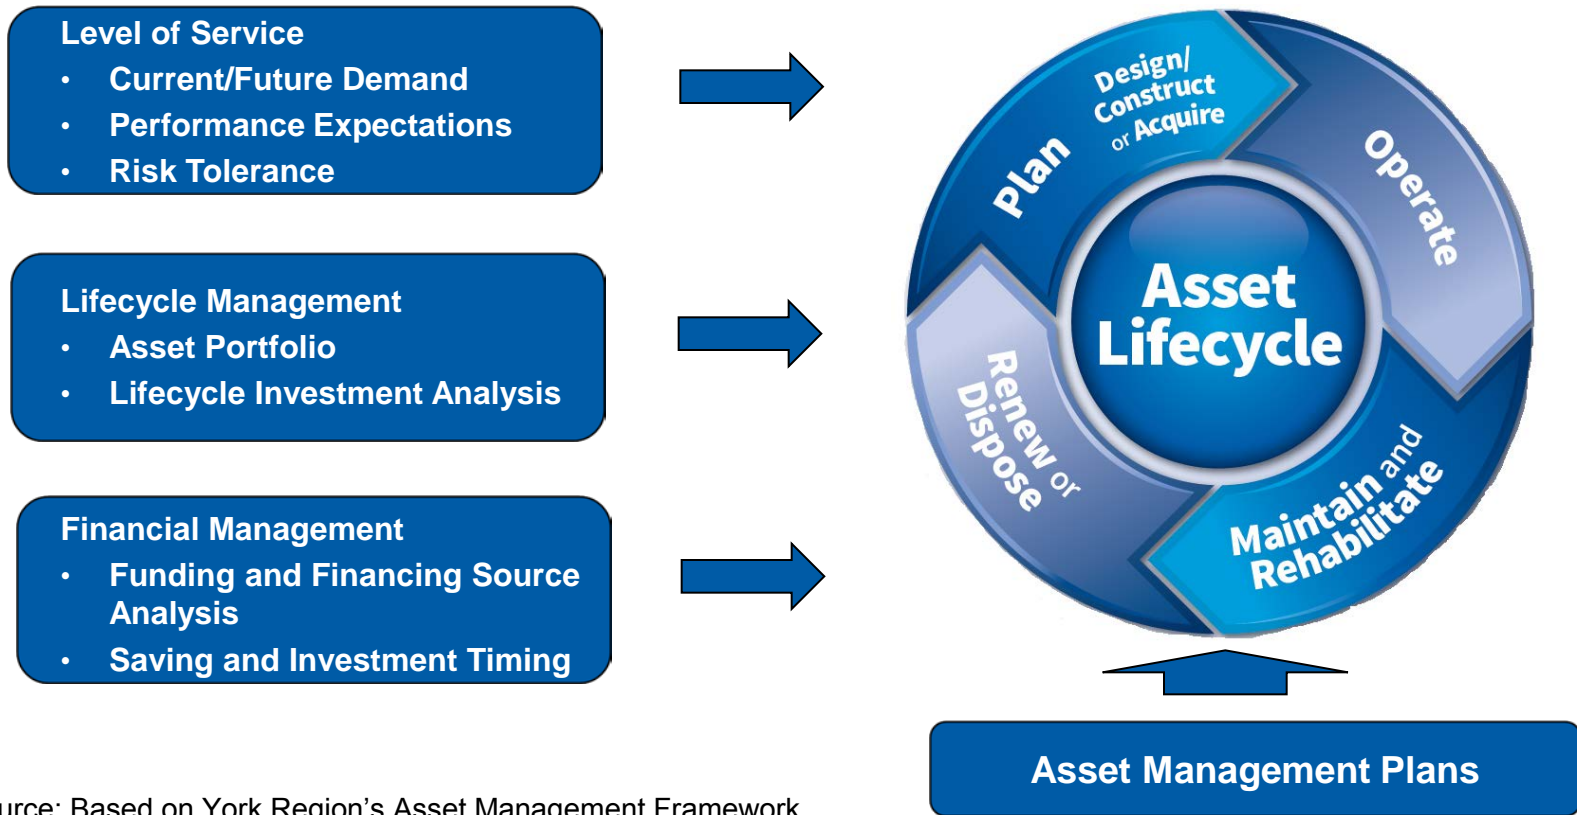 Level of Service
• Current/Future Demand
• Performance Expectations
• Risk Tolerance
Lifecycle Management
• Asset Portfolio
• Lifecycle Investment Analysis
Financial Management
• Funding and Financing Source
Analysis
• Saving and Investment Timing
Plan
Design/
Construct
or Acquire
Operate
Maintain and
Rehabilitate
Renew or
Dispose
Asset
Lifecycle
Asset Management Plans
urce: Based on York Region's Asset Management Framework